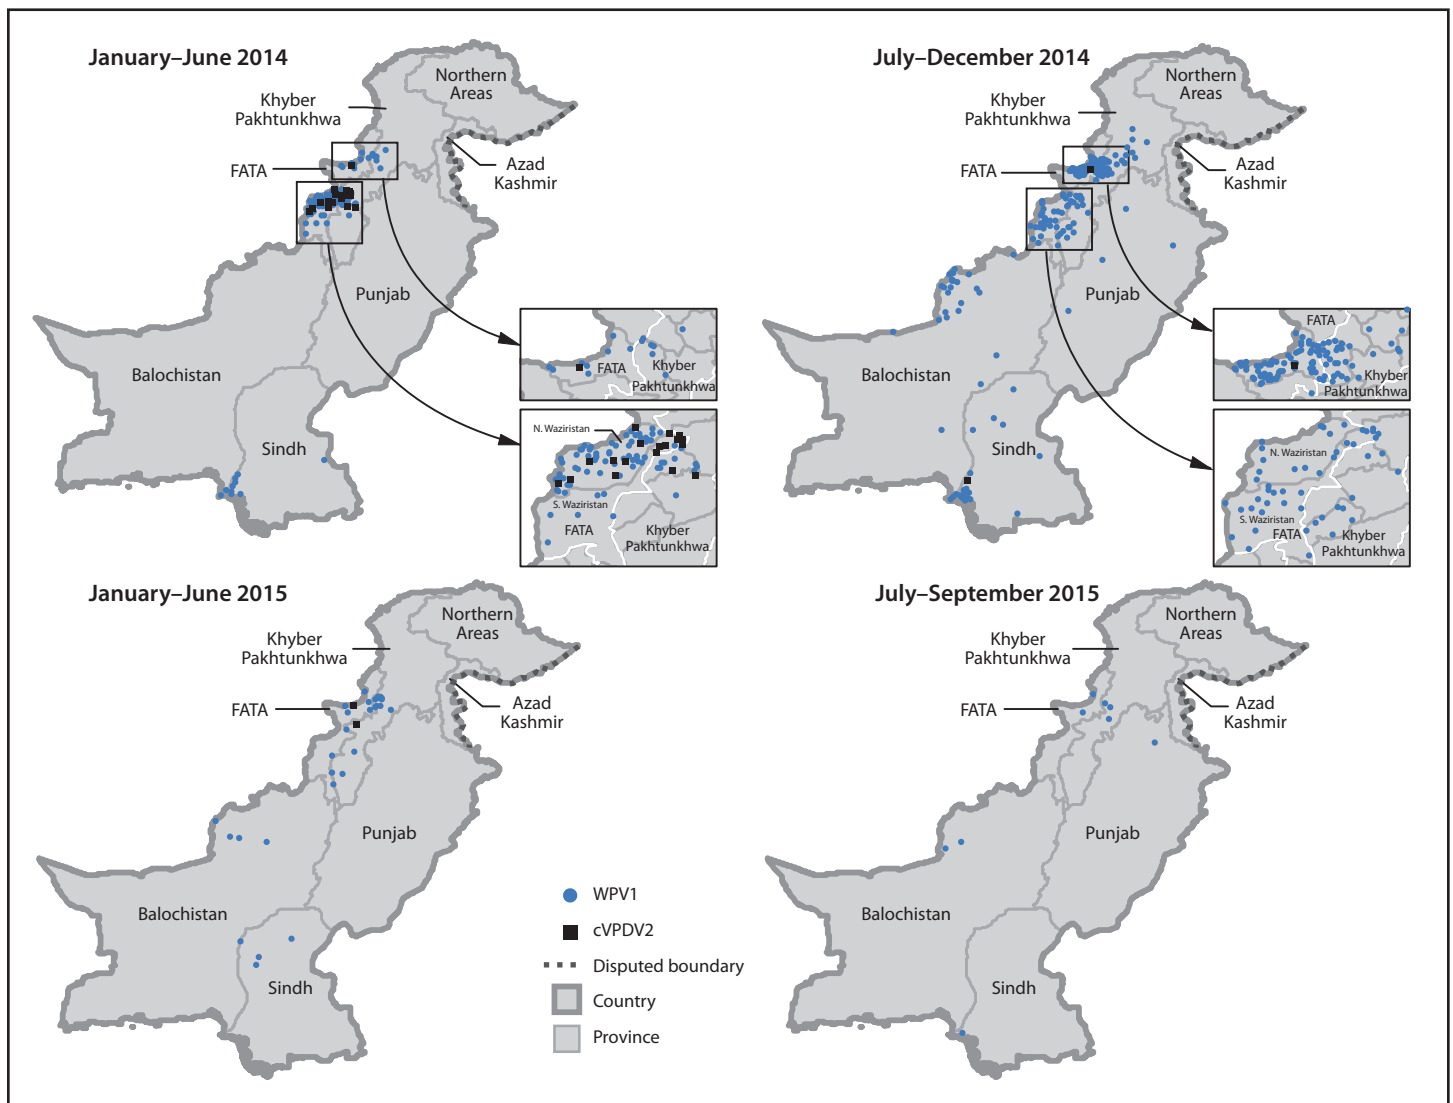 January–June 2014
Northern
Areas
Khyber
Pakhtunkhwa
FATA
Azad
Kashmir
Punjab
Balochistan
Sindh
FATA
Khyber
Pakhtunkhwa
N. Waziristan
S. Waziristan
FATA
Khyber
Pakhtunkhwa
July–December 2014
Northern
Areas
Khyber
Pakhtunkhwa
FATA
Azad
Kashmir
Punjab
Balochistan
Sindh
FATA
Khyber
Pakhtunkhwa
N. Waziristan
S. Waziristan
FATA
Khyber
Pakhtunkhwa
January–June 2015
Northern
Areas
Khyber
Pakhtunkhwa
FATA
Azad
Kashmir
Punjab
Balochistan
Sindh
WPV1
cVPDV2
Disputed boundary
Country
Province
July–September 2015
Northern
Areas
Khyber
Pakhtunkhwa
FATA
Azad
Kashmir
Punjab
Balochistan
Sindh